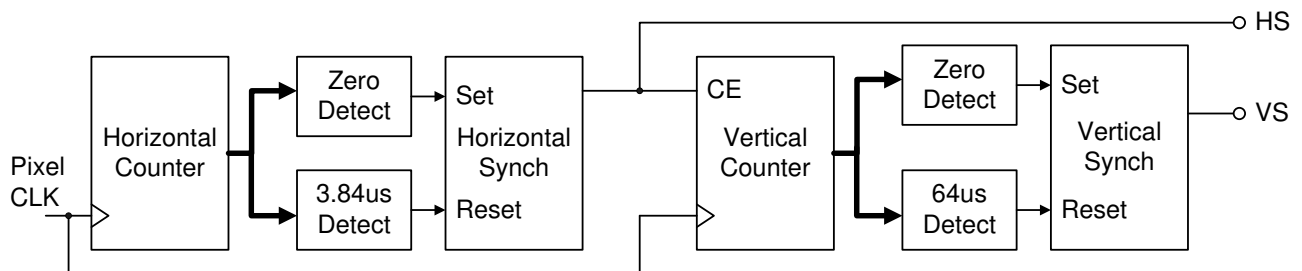 Pixel
CLK
Horizontal
Counter
Zero
Detect
3.84us
Detect
Set
Horizontal
Synch
Reset
CE
Vertical
Counter
Zero
Detect
64us
Detect
Set
Vertical
Synch
Reset
HS
VS